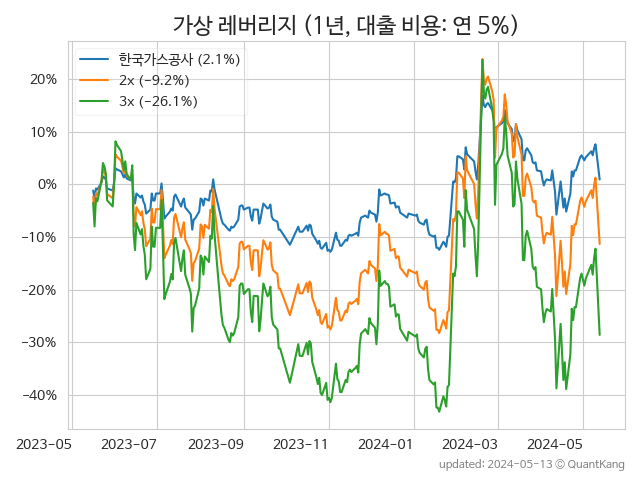 가상 레버리지 (1년, 대출 비용: 연 5%)
한국가스공사 (2.1%)
2x (−9.2%)
3x (−26.1%)
20%
10%
0%
−10%
−20%
−30%
−40%
2023-05 2023-07 2023-09 2023-11 2024-01 2024-03 2024-05
updated: 2024-05-13 © QuantKang